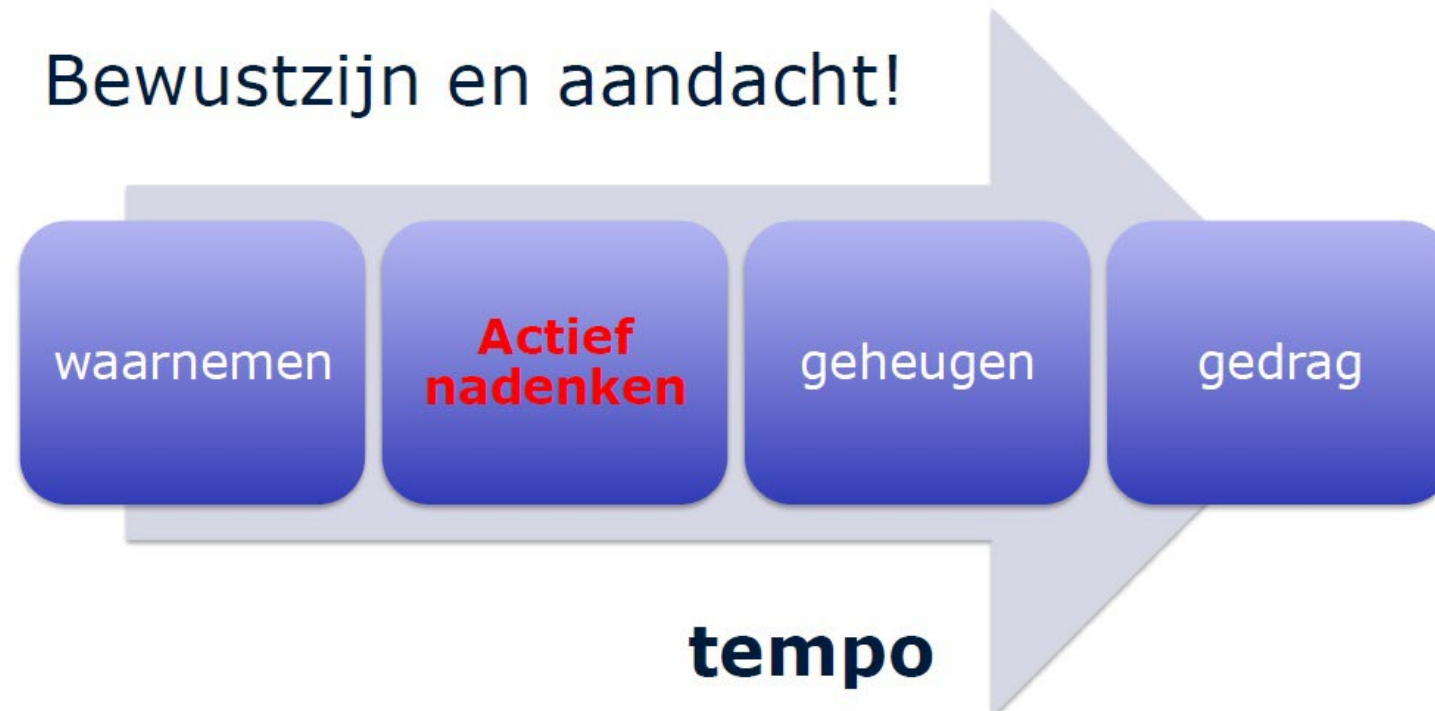 Bewustzijn en aandacht!
waarnemen
Actief
nadenken
geheugen
gedrag
tempo